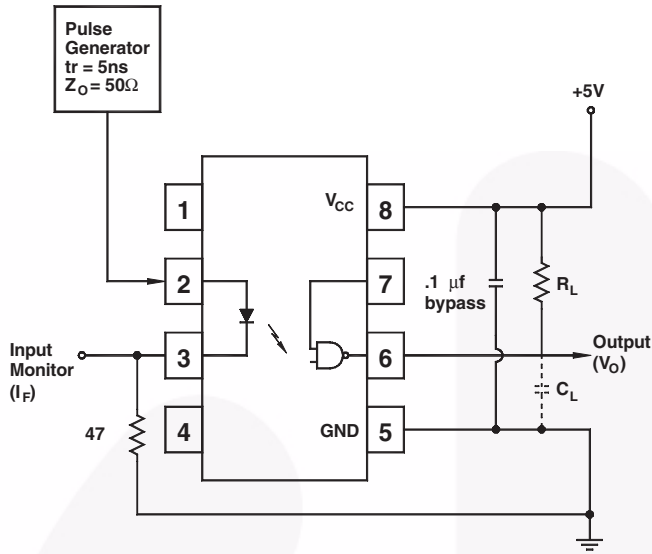 Pulse
Generator
tr = 5ns
ZO = 50Ω
+5V
1
VCC
8
2
7
.1 μf
bypass
RL
Input
Monitor
(IF)
3
6
Output
(VO)
CL
47
4
GND
5